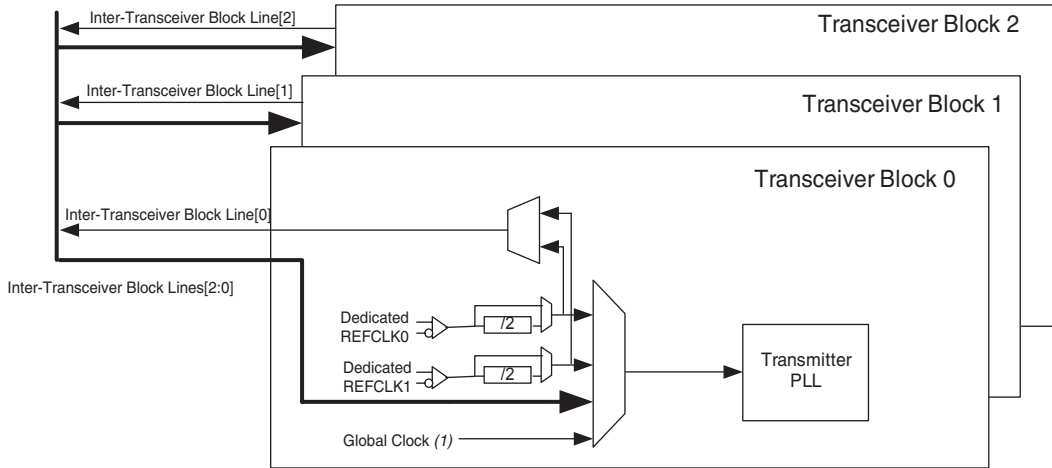 Inter-Transceiver Block Line[2]
Transceiver Block 2
Inter-Transceiver Block Line[1]
Transceiver Block 1
Transceiver Block 0
Inter-Transceiver Block Line[0]
Inter-Transceiver Block Lines[2:0]
Dedicated
REFCLK0
/2
Dedicated
REFCLK1
/2
Transmitter
PLL
Global Clock (1)